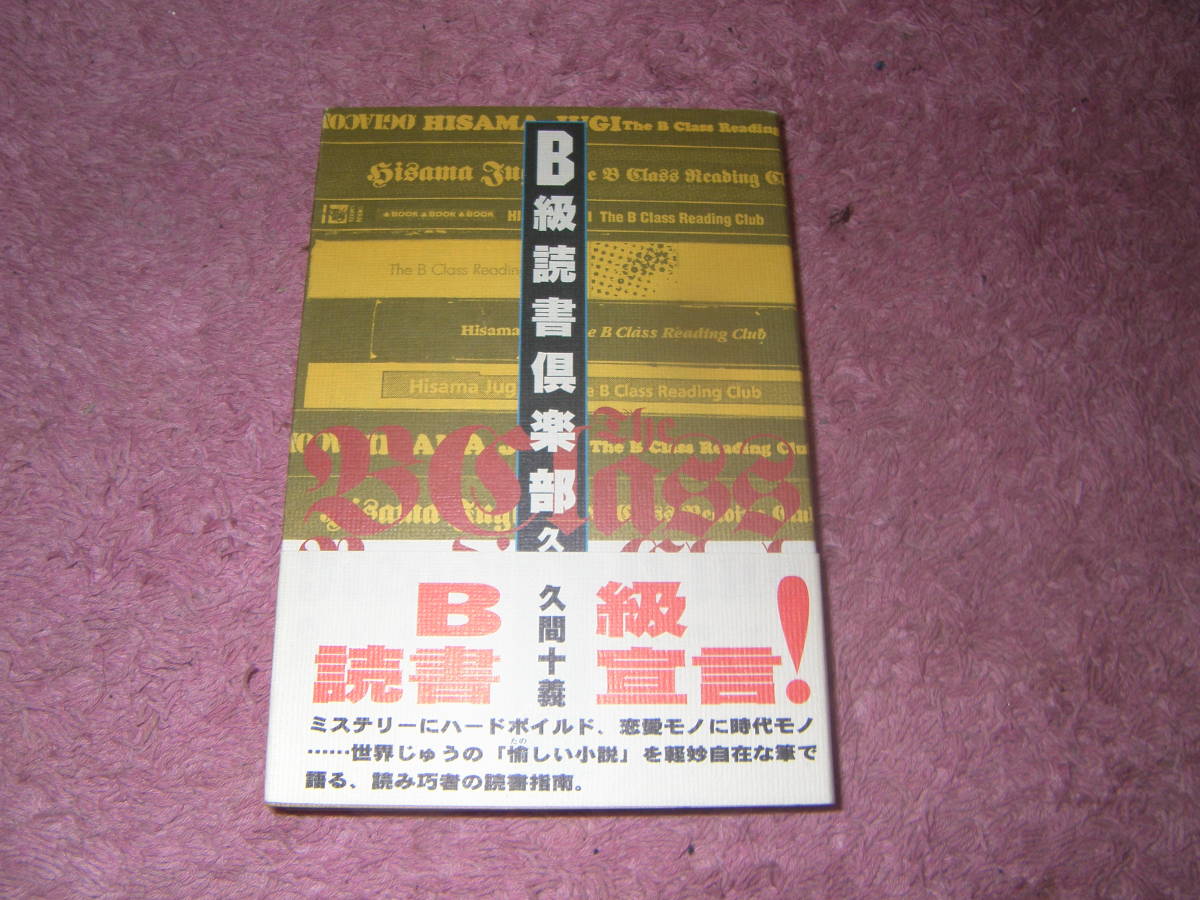 HISAMA JUGI The B Class Reading
Hisama Jug e B Class Reading C
▲BOOK▲BOOK▲BOOK HI I The B Class Reading Club
The B Class Readin
Hisama e B Class Reading Club
Hisama Jug a B Class Reading Club
The B Class Reading Clu
The
B Class
B級読書倶楽部
久
久間十義
B級
読書宣言!
ミステリーにハードボイルド、恋愛モノに時代モノ
……世界じゅうの「愉しい小説」を軽妙自在な筆で
たの
語る、読み巧者の読書指南。